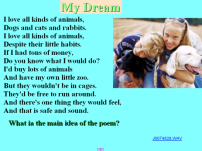 My Dream
I love all kinds of animals,
Dogs and cats and rabbits.
I love all kinds of animals,
Despite their little habits.
If I had tons of money,
Do you know what I would do?
I'd buy lots of animals
And have my own little zoo.
But they wouldn't be in cages.
They'd be free to run around.
And there's one thing they would feel,
And that is safe and sound.
What is the main idea of the poem?